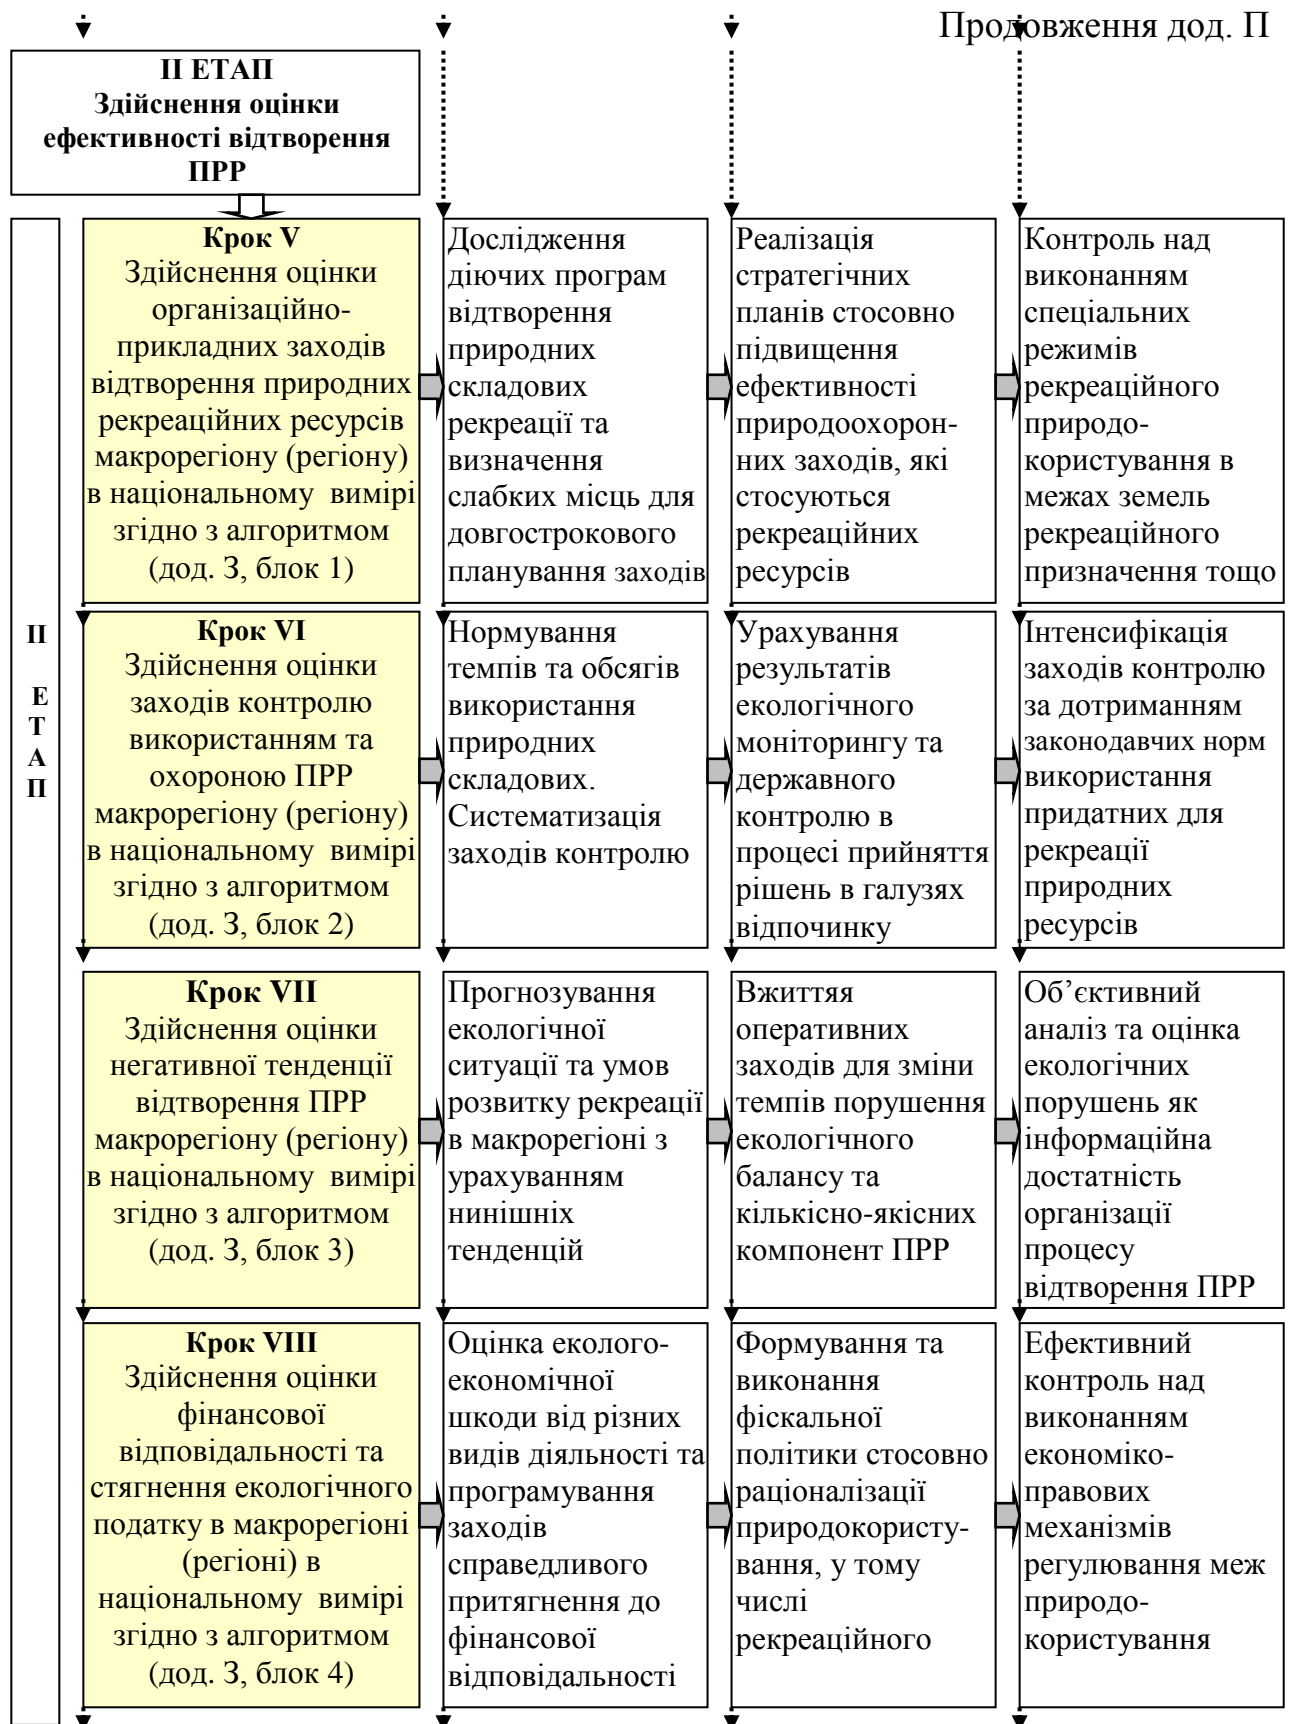 Продовження дод. П
II ЕТАП
Здійснення оцінки
ефективності відтворення
ПРР
II
Е
Т
А
П
Крок V
Здійснення оцінки
організаційно-
прикладних заходів
відтворення природних
рекреаційних ресурсів
макрорегіону (регіону)
в національному вимірі
згідно з алгоритмом
(дод. З, блок 1)
Дослідження
діючих програм
відтворення
природних
складових
рекреації та
визначення
слабких місць для
довгострокового
планування заходів
Реалізація
стратегічних
планів стосовно
підвищення
ефективності
природоохорон-
них заходів, які
стосуються
рекреаційних
ресурсів
Контроль над
виконанням
спеціальних
режимів
рекреаційного
природо-
користування в
межах земель
рекреаційного
призначення тощо
Крок VI
Здійснення оцінки
заходів контролю
використанням та
охороною ПРР
макрорегіону (регіону)
в національному вимірі
згідно з алгоритмом
(дод. З, блок 2)
Нормування
темпів та обсягів
використання
природних
складових.
Систематизація
заходів контролю
Урахування
результатів
екологічного
моніторингу та
державного
контролю в
процесі прийняття
рішень в галузях
відпочинку
Інтенсифікація
заходів контролю
за дотриманням
законодавчих норм
використання
придатних для
рекреації
природних
ресурсів
Крок VII
Здійснення оцінки
негативної тенденції
відтворення ПРР
макрорегіону (регіону)
в національному вимірі
згідно з алгоритмом
(дод. З, блок 3)
Прогнозування
екологічної
ситуації та умов
розвитку рекреації
в макрорегіоні з
урахуванням
нинішніх
тенденцій
Вжиттяя
оперативних
заходів для зміни
темпів порушення
екологічного
балансу та
кількісно-якісних
компонент ПРР
Об’єктивний
аналіз та оцінка
екологічних
порушень як
інформаційна
достатність
організації
процесу
відтворення ПРР
Крок VIII
Здійснення оцінки
фінансової
відповідальності та
стягнення екологічного
податку в макрорегіоні
(регіоні) в
національному вимірі
згідно з алгоритмом
(дод. З, блок 4)
Оцінка еколого-
економічної
шкоди від різних
видів діяльності та
програмування
заходів
справедливого
притягнення до
фінансової
відповідальності
Формування та
виконання
фіскальної
політики стосовно
раціоналізації
природокористу-
вання, у тому
числі
рекреаційного
Ефективний
контроль над
виконанням
економіко-
правових
механізмів
регулювання меж
природо-
користування